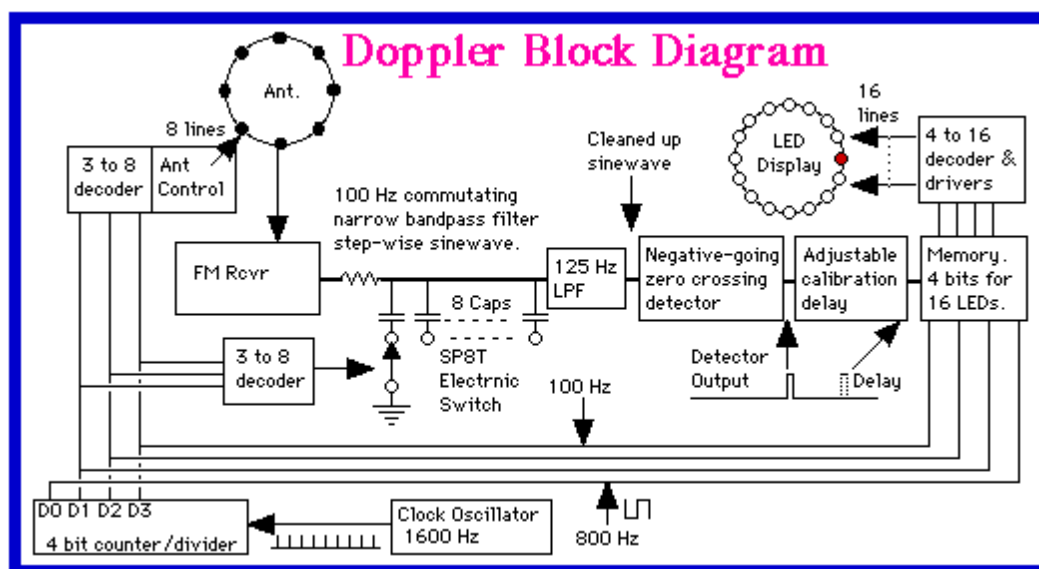 Doppler Block Diagram
Ant.
8 lines
3 to 8
decoder
Ant
Control
16
lines
LED
Display
4 to 16
decoder &
drivers
Cleaned up
sinewave
100 Hz commutating
narrow bandpass filter
step-wise sinewave.
FM Rcvr
125 Hz
LPF
Negative-going
zero crossing
detector
Adjustable
calibration
delay
Memory.
4 bits for
16 LEDs.
8 Caps
3 to 8
decoder
SP8T
Electrnic
Switch
Detector
Output
Delay
100 Hz
D0 D1 D2 D3
4 bit counter/divider
Clock Oscillator
1600 Hz
800 Hz